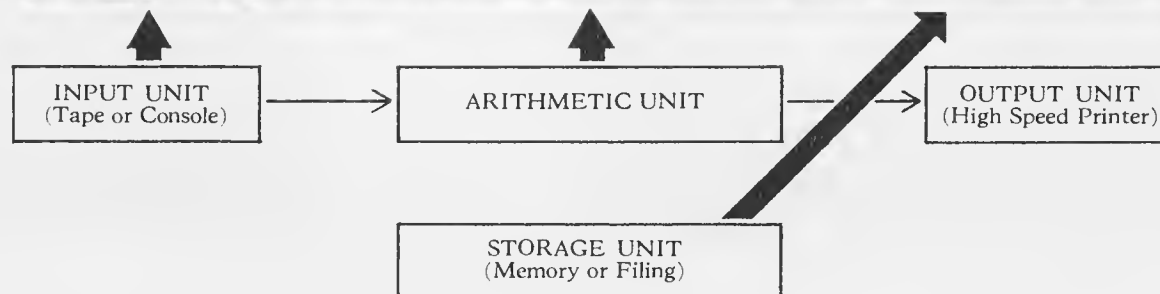 INPUT UNIT
(Tape or Console)
ARITHMETIC UNIT
OUTPUT UNIT
(High Speed Printer)
STORAGE UNIT
(Memory or Filing)